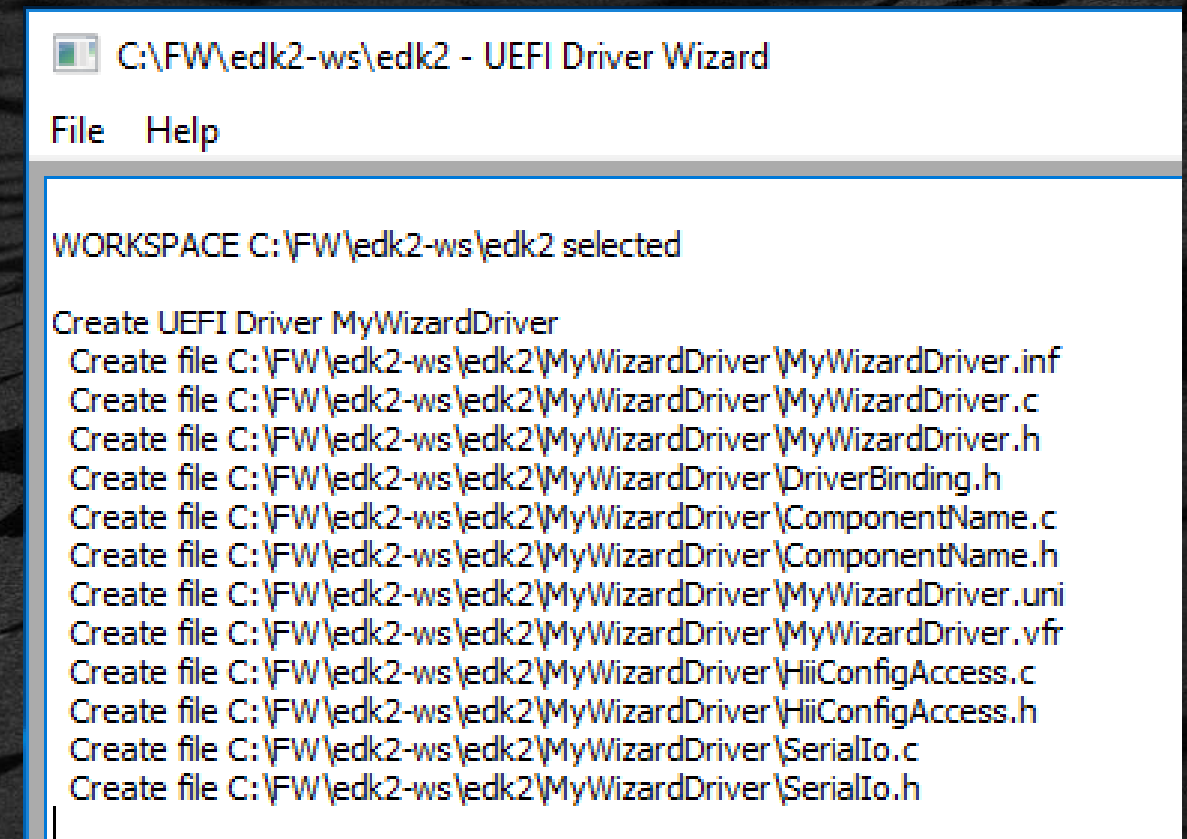 C:\FW\edk2-ws\edk2 - UEFI Driver Wizard
File Help
WORKSPACE C:\FW\edk2-ws\edk2 selected
Create UEFI Driver MyWizardDriver
Create file C:\FW\edk2-ws\edk2\MyWizardDriver\MyWizardDriver.inf
Create file C:\FW\edk2-ws\edk2\MyWizardDriver\MyWizardDriver.c
Create file C:\FW\edk2-ws\edk2\MyWizardDriver\MyWizardDriver.h
Create file C:\FW\edk2-ws\edk2\MyWizardDriver\DriverBinding.h
Create file C:\FW\edk2-ws\edk2\MyWizardDriver\ComponentName.c
Create file C:\FW\edk2-ws\edk2\MyWizardDriver\ComponentName.h
Create file C:\FW\edk2-ws\edk2\MyWizardDriver\MyWizardDriver.uni
Create file C:\FW\edk2-ws\edk2\MyWizardDriver\MyWizardDriver.vfr
Create file C:\FW\edk2-ws\edk2\MyWizardDriver\HiiConfigAccess.c
Create file C:\FW\edk2-ws\edk2\MyWizardDriver\HiiConfigAccess.h
Create file C:\FW\edk2-ws\edk2\MyWizardDriver\SerialIo.c
Create file C:\FW\edk2-ws\edk2\MyWizardDriver\SerialIo.h